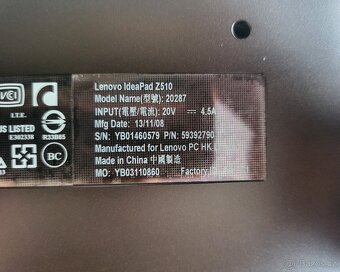 Lenovo IdeaPad Z510
Model Name(型號): 20287
INPUT(電壓/電流): 20V ⎓ 4.5A
Mfg Date: 13/11/08
S/N: YB01460579 P/N: 59392790
Manufactured for Lenovo PC HK
Made in China 中國製造
MO: YB03110860 Factory
VCCI
I.T.E.
US LISTED
E302338
R33B65
BC